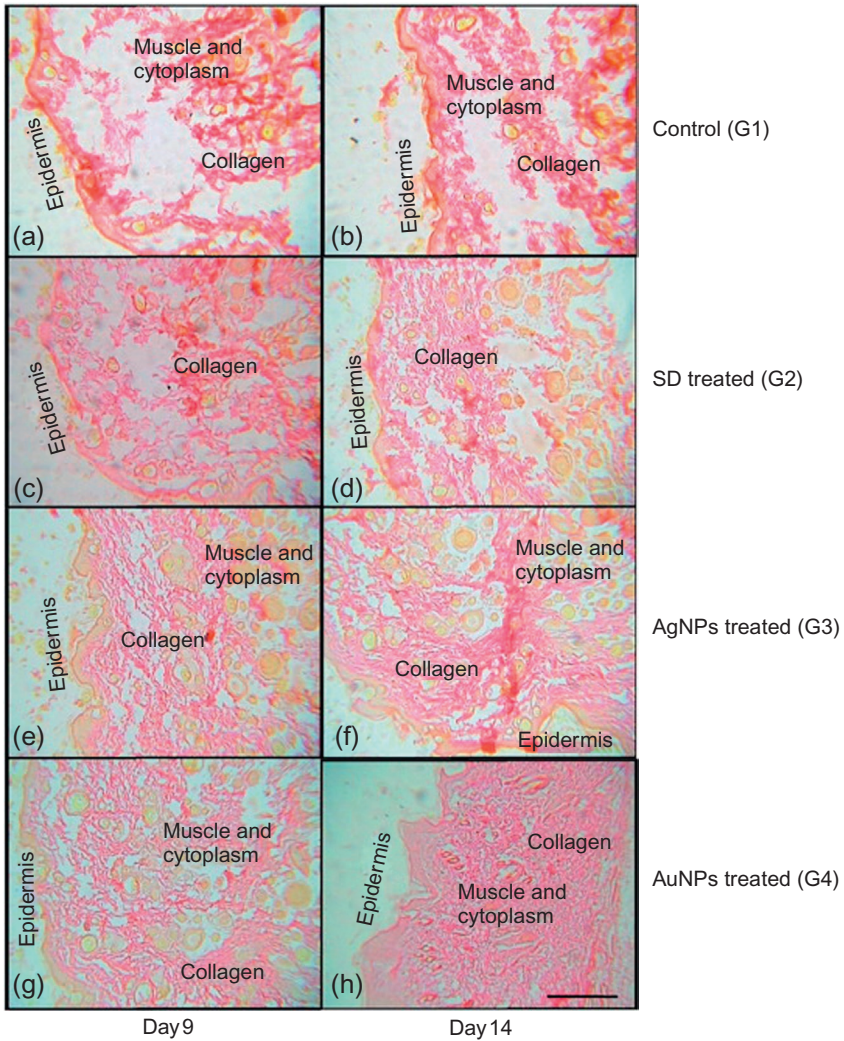 Muscle and
cytoplasm
Epidermis
Collagen
(a)
Muscle and
cytoplasm
Epidermis
Collagen
(b)
Control (G1)
Collagen
Epidermis
(c)
Collagen
Epidermis
(d)
SD treated (G2)
Muscle and
cytoplasm
Epidermis
Collagen
(e)
Muscle and
cytoplasm
Collagen
Epidermis
(f)
AgNPs treated (G3)
Muscle and
cytoplasm
Epidermis
Collagen
(g)
Collagen
Epidermis
Muscle and
cytoplasm
(h)
AuNPs treated (G4)
Day 9
Day 14